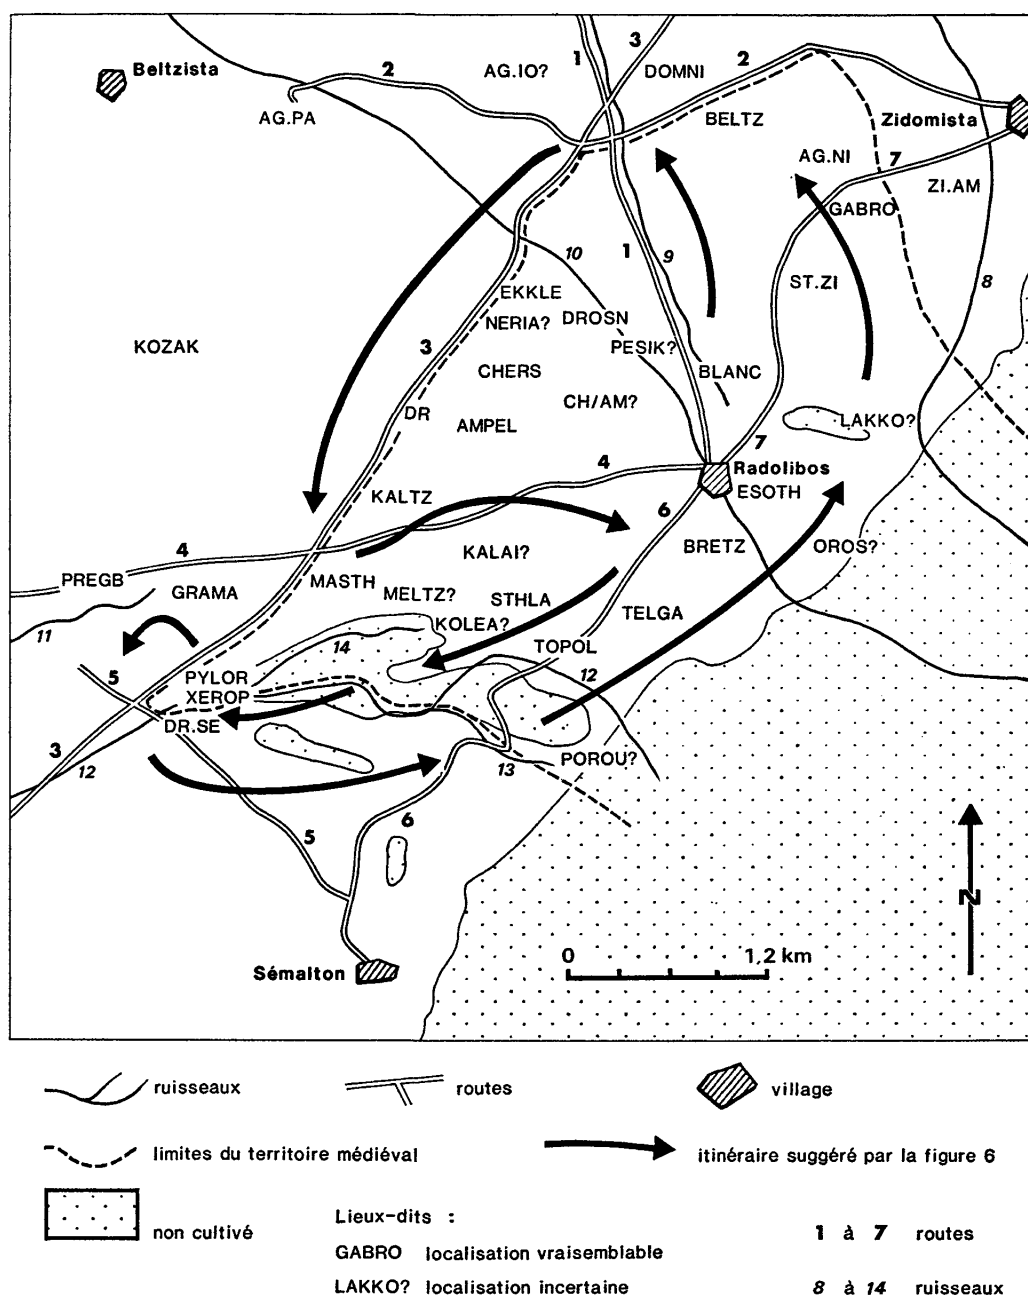 3
1
2
Beltzista
2
AG.IO?
DOMNI
AG.PA
BELTZ
Zidomista
AG.NI
7
ZI.AM
GABRO
10
1
9
ST.ZI
8
EKKLE
NERIA?
DROSN
KOZAK
3
PESIK?
CHERS
BLANC
DR
CH/AM?
AMPEL
LAKKO?
7
4
Radolibos
KALTZ
ESOTH
6
4
KALAI?
BRETZ
OROS?
PREGB
GRAMA
MASTH
MELTZ?
STHLA
11
KOLEA?
TELGA
14
TOPOL
5
PYLOR
12
XEROP
DR.SE
3
12
13
POROU?
5
6
N
0 1,2 km
Sémalton
ruisseaux
routes
village
limites du territoire médiéval
itinéraire suggéré par la figure 6
non cultivé
Lieux-dits :
1 à 7 routes
GABRO localisation vraisemblable
LAKKO? localisation incertaine
8 à 14 ruisseaux